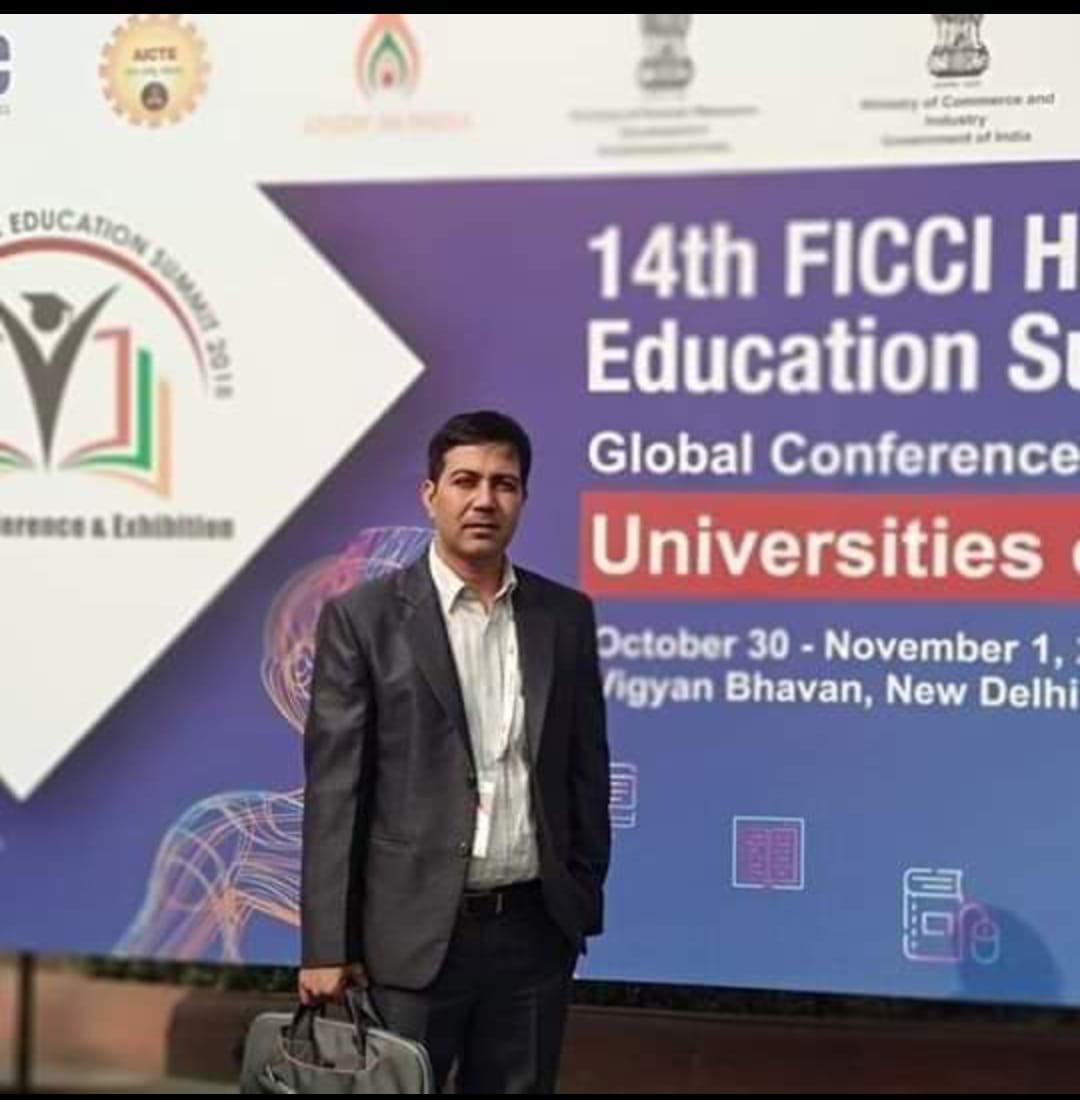 AICTE
Ministry of Commerce and
Industry
Government of India
EDUCATION SUMMIT 2018
& Exhibition
14th FICCI H
Education Su
Global Conference
Universities
October 30 - November 1,
Vigyan Bhavan, New Delhi